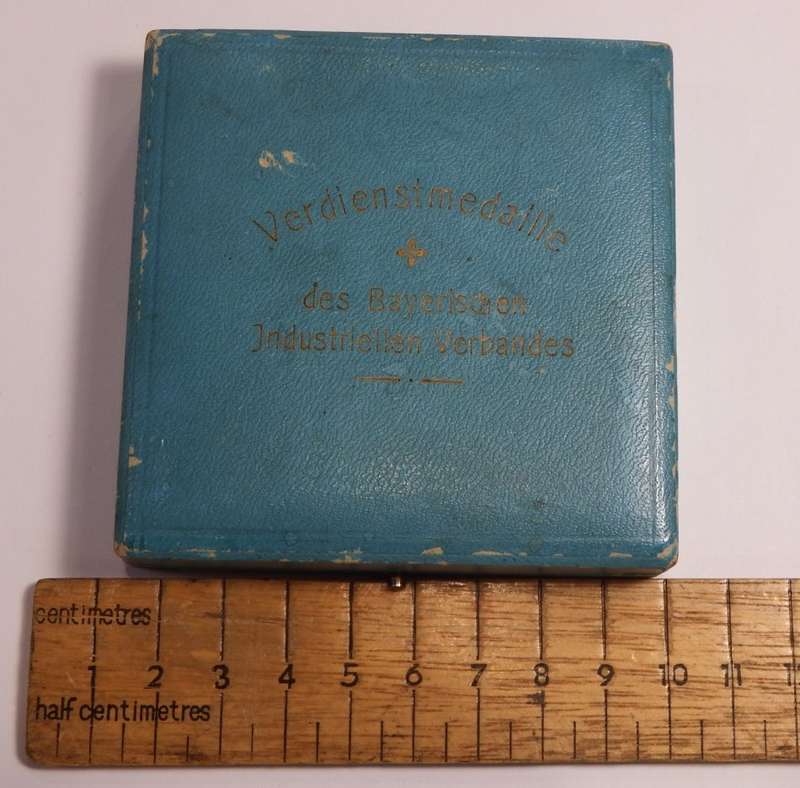 Verdienstmedaille
des Bayerischen
Industriellen Verbandes
centimetres
1 2 3 4 5 6 7 8 9 10 11
half centimetres